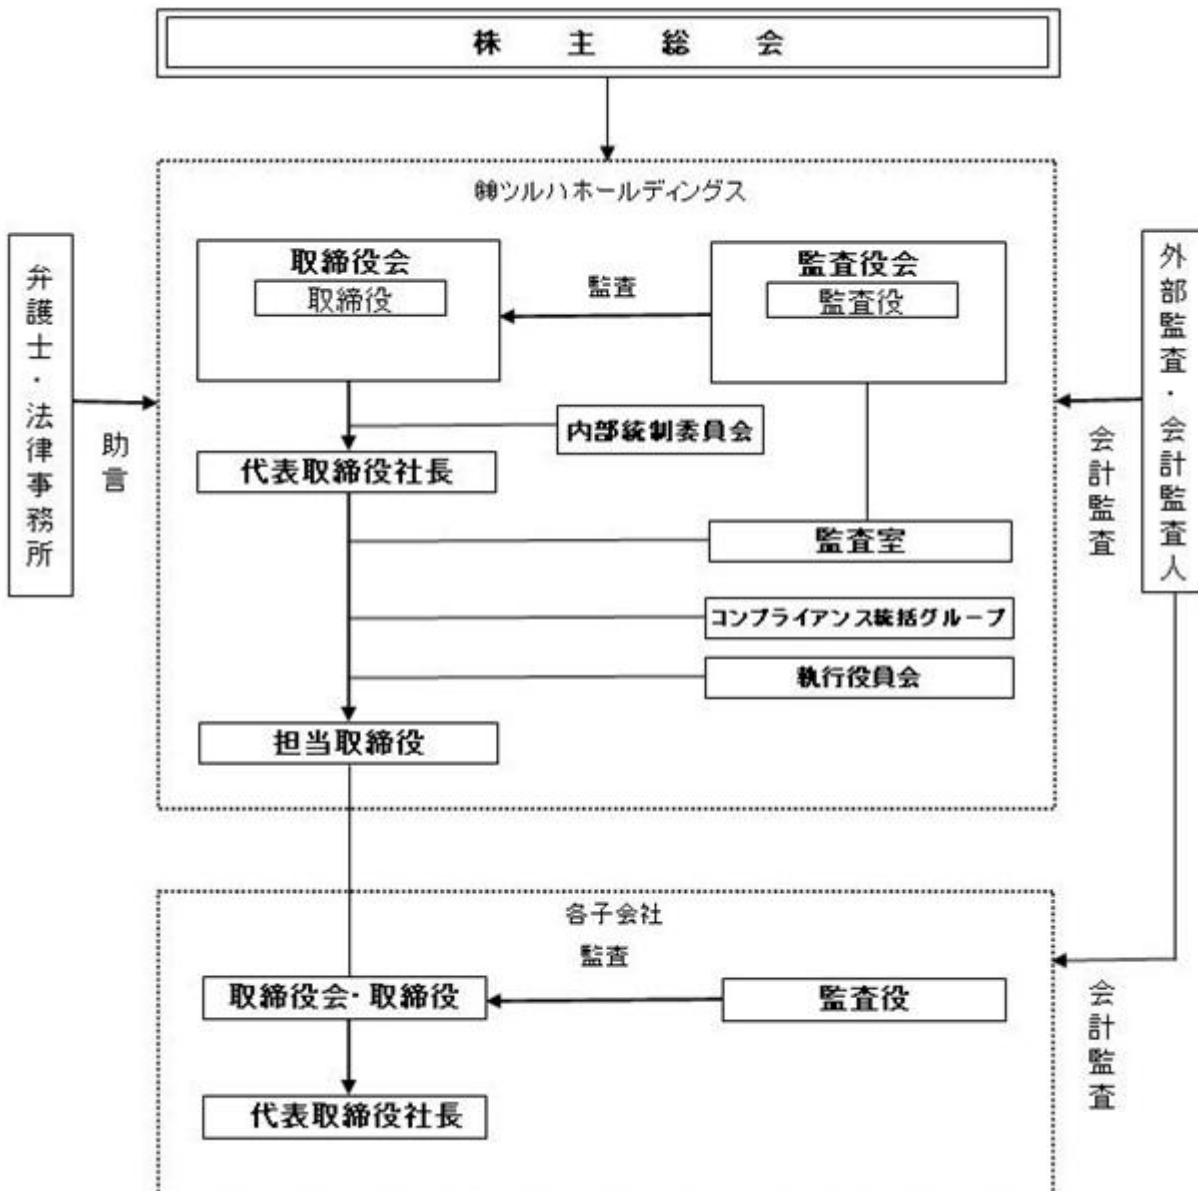 株主総会
㈱ツルハホールディングス
取締役会
取締役
監査
監査役会
監査役
弁護士・法律事務所
助言
外部監査・会計監査人
会計監査
内部統制委員会
代表取締役社長
監査室
コンプライアンス統括グループ
執行役員会
担当取締役
各子会社
監査
取締役会・取締役
監査役
会計監査
代表取締役社長